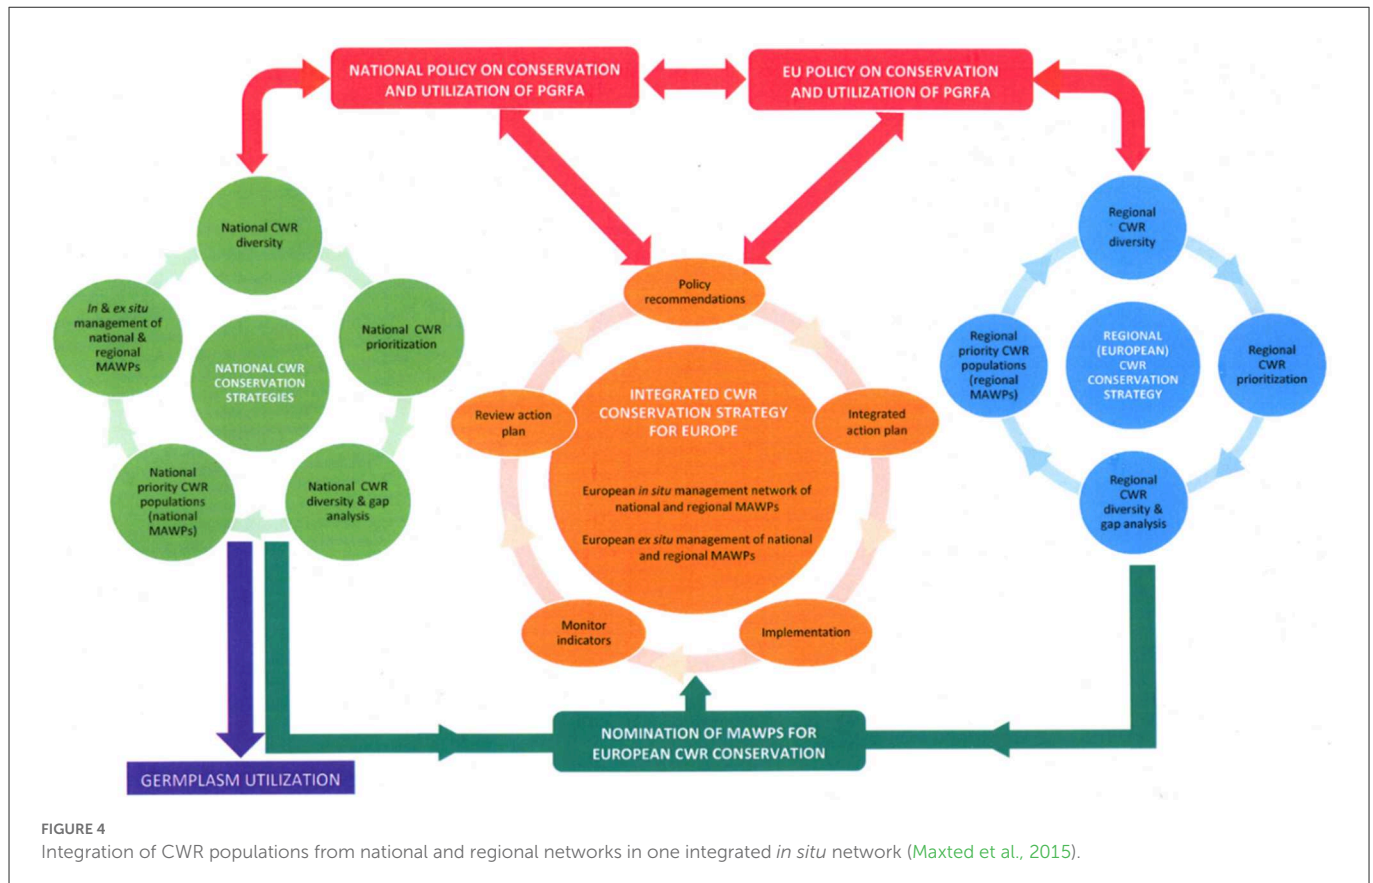 NATIONAL POLICY ON CONSERVATION
AND UTILIZATION OF PGRFA
EU POLICY ON CONSERVATION
AND UTILIZATION OF PGRFA
National CWR
diversity
National CWR
prioritization
National CWR
diversity & gap
analysis
National
priority CWR
populations
(national
MAWPs)
In & ex situ
management of
national &
regional
MAWPs
NATIONAL CWR
CONSERVATION
STRATEGIES
Policy
recommendations
Integrated
action plan
Implementation
Monitor
indicators
Review action
plan
INTEGRATED CWR
CONSERVATION STRATEGY
FOR EUROPE
European in situ management network of
national and regional MAWPs
European ex situ management of national
and regional MAWPs
Regional
CWR
diversity
Regional
CWR
prioritization
Regional
CWR
diversity &
gap analysis
Regional
priority CWR
populations
(regional
MAWPs)
REGIONAL
(EUROPEAN)
CWR
CONSERVATION
STRATEGY
NOMINATION OF MAWPS FOR
EUROPEAN CWR CONSERVATION
GERMPLASM UTILIZATION
FIGURE 4
Integration of CWR populations from national and regional networks in one integrated in situ network (Maxted et al., 2015).